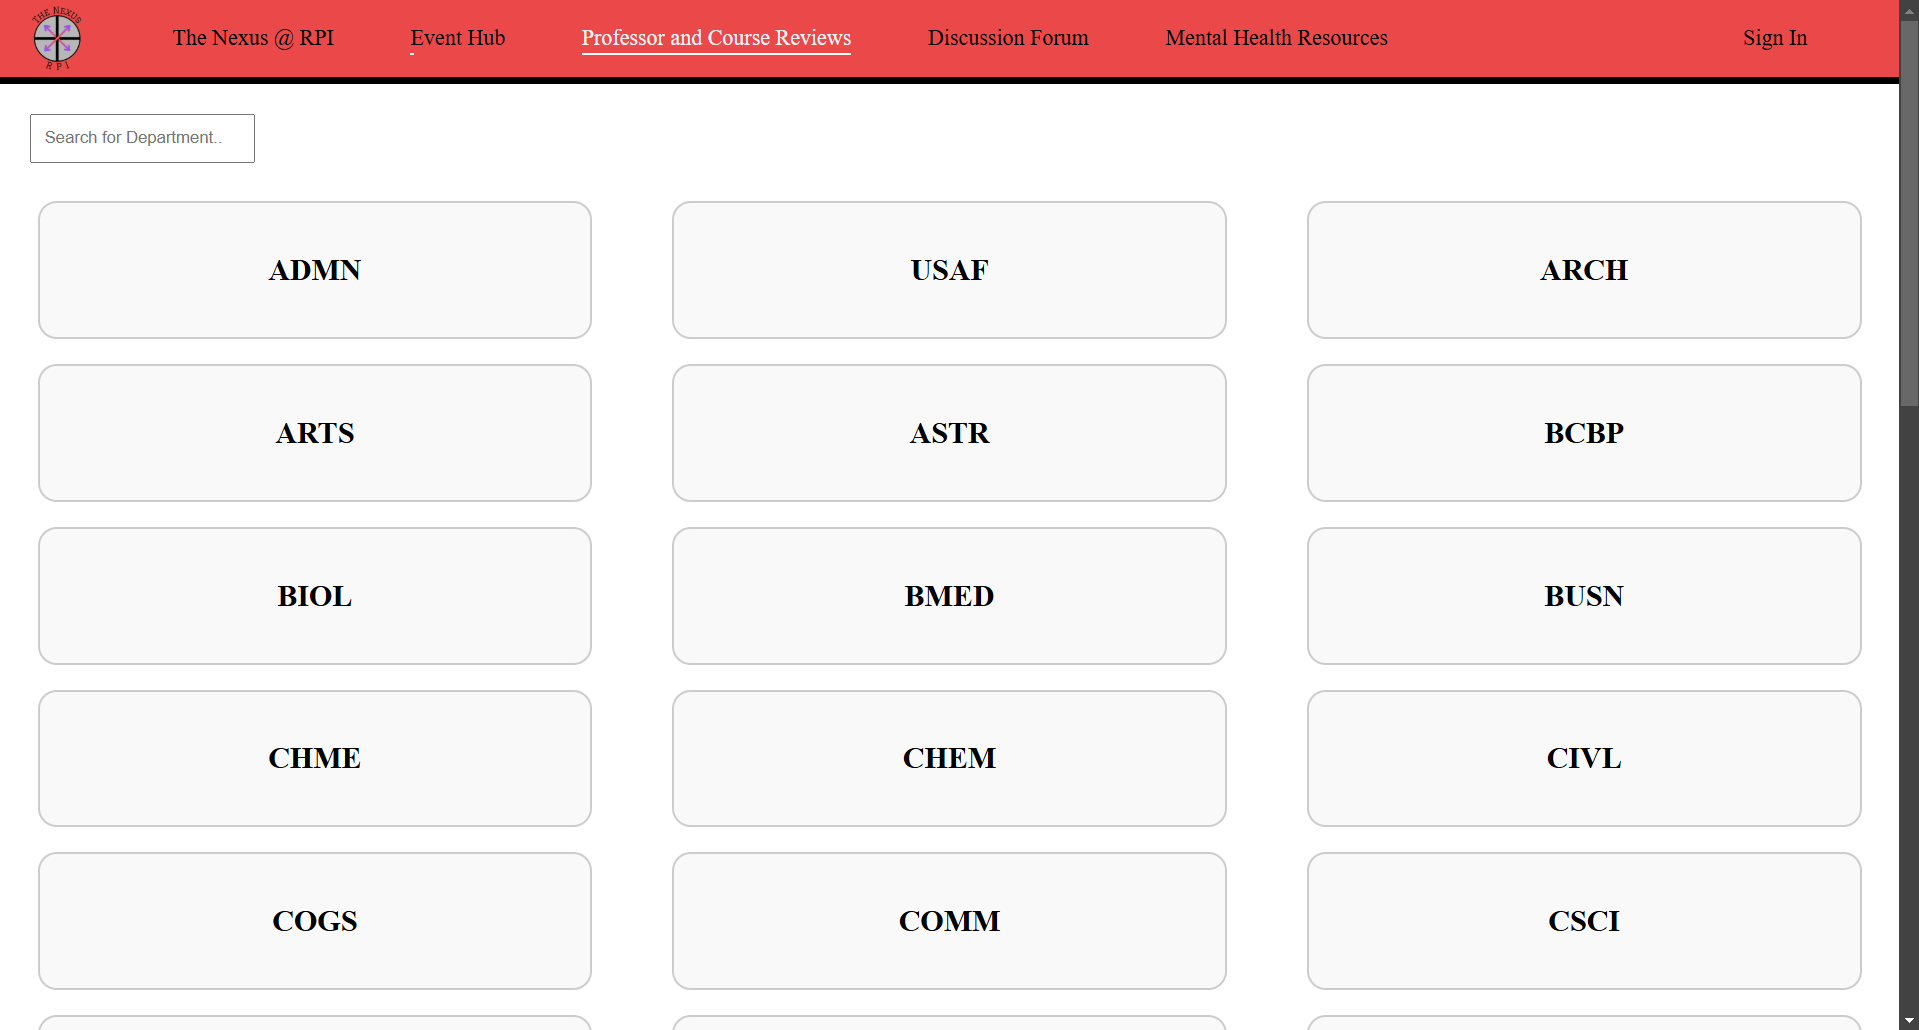 THE NEXUS
RPI
The Nexus @ RPI
Event Hub
Professor and Course Reviews
Discussion Forum
Mental Health Resources
Sign In
Search for Department..
ADMN
USAF
ARCH
ARTS
ASTR
BCBP
BIOL
BMED
BUSN
CHME
CHEM
CIVL
COGS
COMM
CSCI